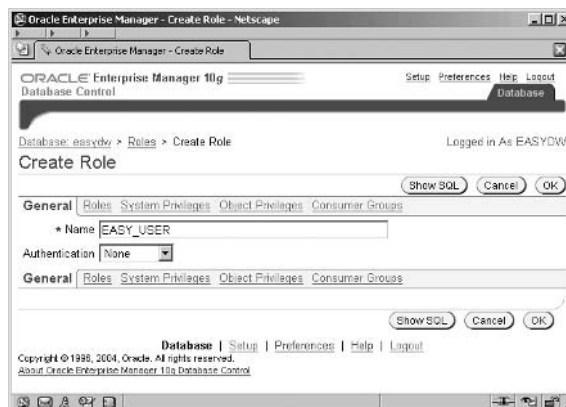 Oracle Enterprise Manager - Create Role - Netscape
Oracle Enterprise Manager - Create Role
ORACLE Enterprise Manager 10g
Database Control
Setup Preferences Help Logout
Database
Database: easydw > Roles > Create Role
Logged in As EASYDW
Create Role
Show SQL Cancel OK
General Roles System Privileges Object Privileges Consumer Groups
* Name EASY_USER
Authentication None
General Roles System Privileges Object Privileges Consumer Groups
Show SQL Cancel OK
Database | Setup | Preferences | Help | Logout
Copyright © 1996, 2004, Oracle. All rights reserved.
About Oracle Enterprise Manager 10g Database Control